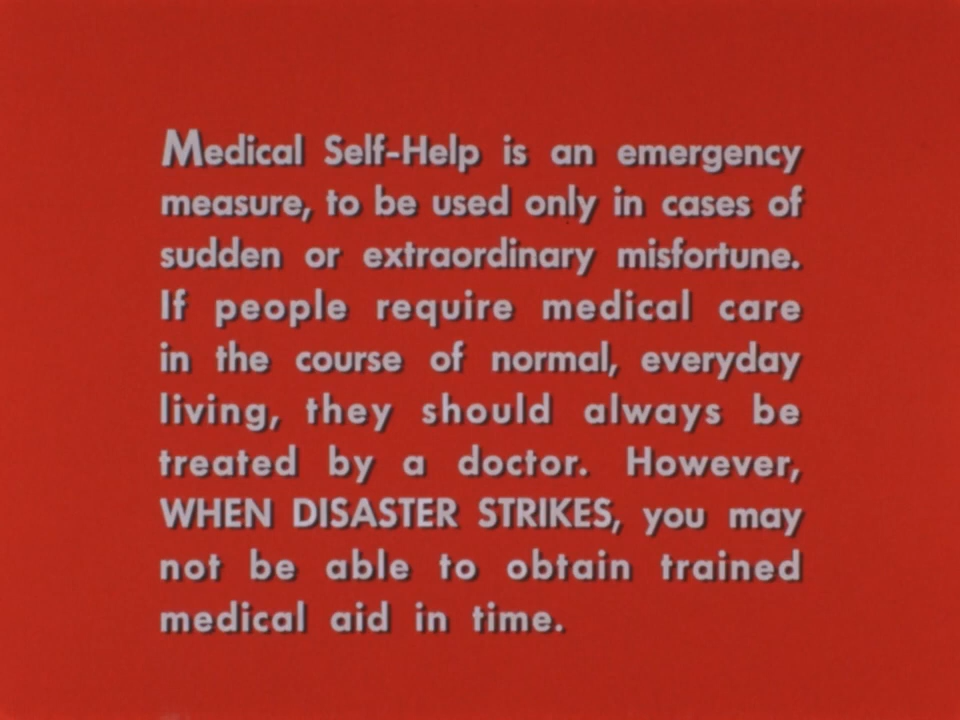 Medical Self-Help is an emergency
measure, to be used only in cases of
sudden or extraordinary misfortune.
If people require medical care
in the course of normal, everyday
living, they should always be
treated by a doctor. However,
WHEN DISASTER STRIKES, you may
not be able to obtain trained
medical aid in time.